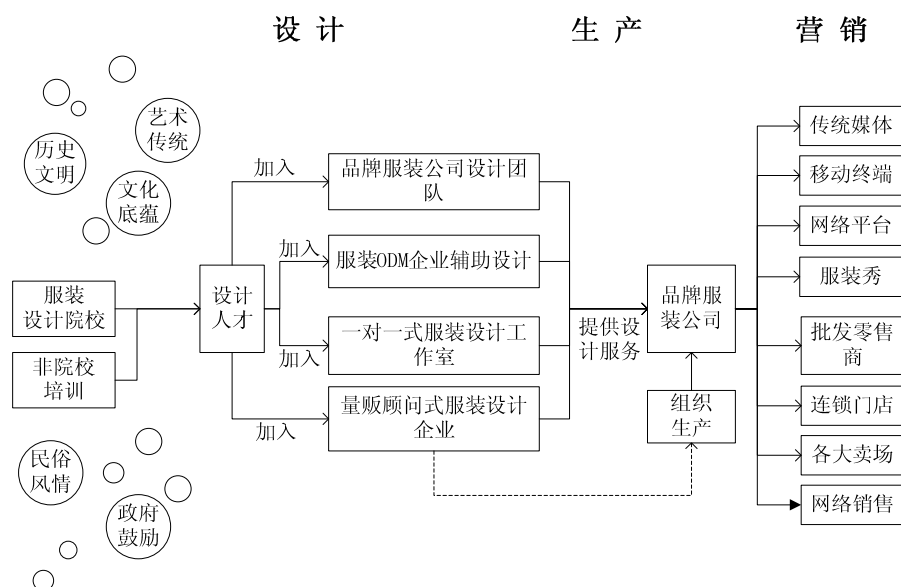 设 计
生 产
营 销
艺术
传统
历史
文明
文化
底蕴
服装
设计院校
非院校
培训
民俗
风情
政府
鼓励
设计
人才
加入
加入
加入
加入
品牌服装公司设计团
队
服装ODM企业辅助设计
一对一式服装设计工
作室
量贩顾问式服装设计
企业
提供设
计服务
品牌服
装公司
组织
生产
传统媒体
移动终端
网络平台
服装秀
批发零售
商
连锁门店
各大卖场
网络销售